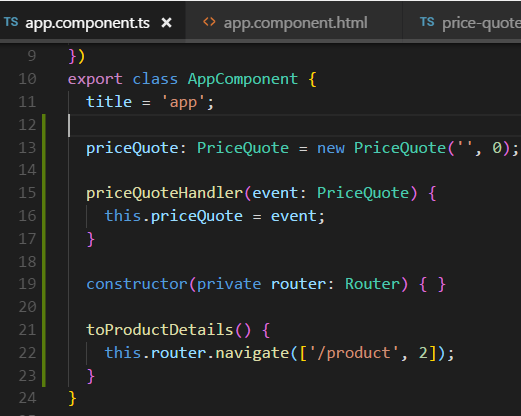 TS app.component.ts × <> app.component.html TS price-quote
9 })
10 export class AppComponent {
11 title = 'app';
12
13 priceQuote: PriceQuote = new PriceQuote('', 0);
14
15 priceQuoteHandler(event: PriceQuote) {
16 this.priceQuote = event;
17 }
18
19 constructor(private router: Router) { }
20
21 toProductDetails() {
22 this.router.navigate(['/product', 2]);
23 }
24 }